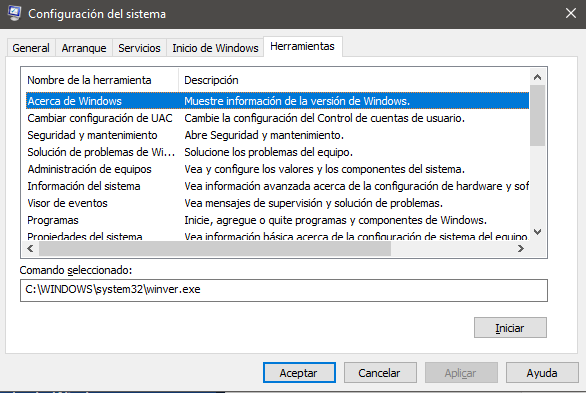 Configuración del sistema
General Arranque Servicios Inicio de Windows Herramientas
Nombre de la herramienta Descripción
Acerca de Windows Muestre información de la versión de Windows.
Cambiar configuración de UAC Cambie la configuración del Control de cuentas de usuario.
Seguridad y mantenimiento Abre Seguridad y mantenimiento.
Solución de problemas de Wi... Solucione los problemas del equipo.
Administración de equipos Vea y configure los valores y los componentes del sistema.
Información del sistema Vea información avanzada acerca de la configuración de hardware y sof
Visor de eventos Vea mensajes de supervisión y solución de problemas.
Programas Inicie, agregue o quite programas y componentes de Windows.
Propiedades del sistema Vea información básica acerca de la configuración de sistema del equipo
Comando seleccionado:
C:\WINDOWS\system32\winver.exe
Iniciar
Aceptar Cancelar Aplicar Ayuda